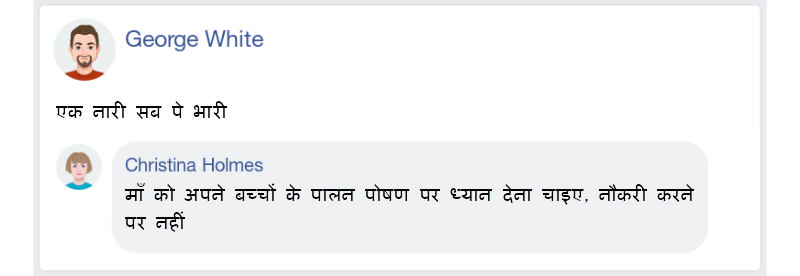 George White
एक नारी सब पे भारी
Christina Holmes
माँ को अपने बच्चों के पालन पोषण पर ध्यान देना चाइए, नौकरी करने
पर नहीं